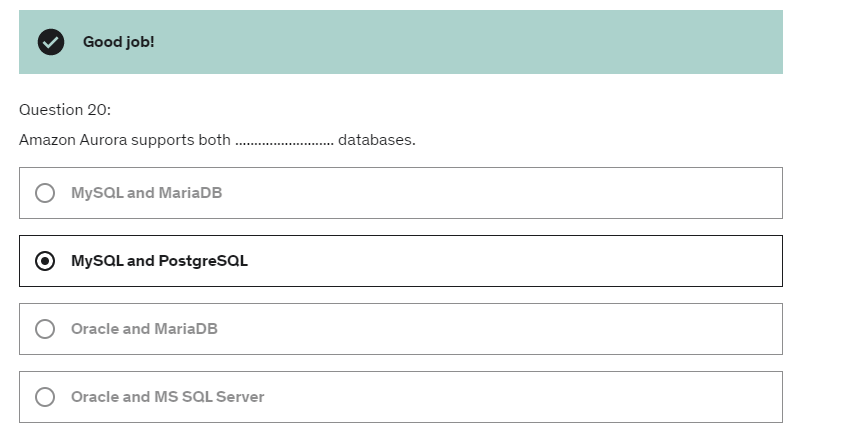 Good job!
Question 20:
Amazon Aurora supports both .......................... databases.
MySQL and MariaDB
MySQL and PostgreSQL
Oracle and MariaDB
Oracle and MS SQL Server